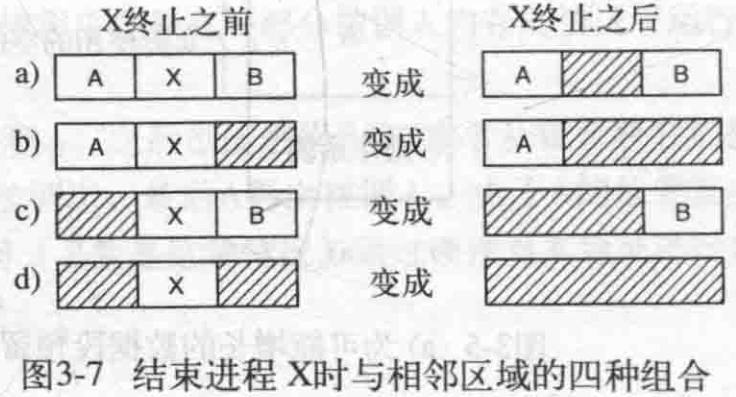 X终止之前 X终止之后
a) A X B 变成 A B
b) A X 变成 A
c) X B 变成 B
d) X 变成
图3-7 结束进程 X时与相邻区域的四种组合